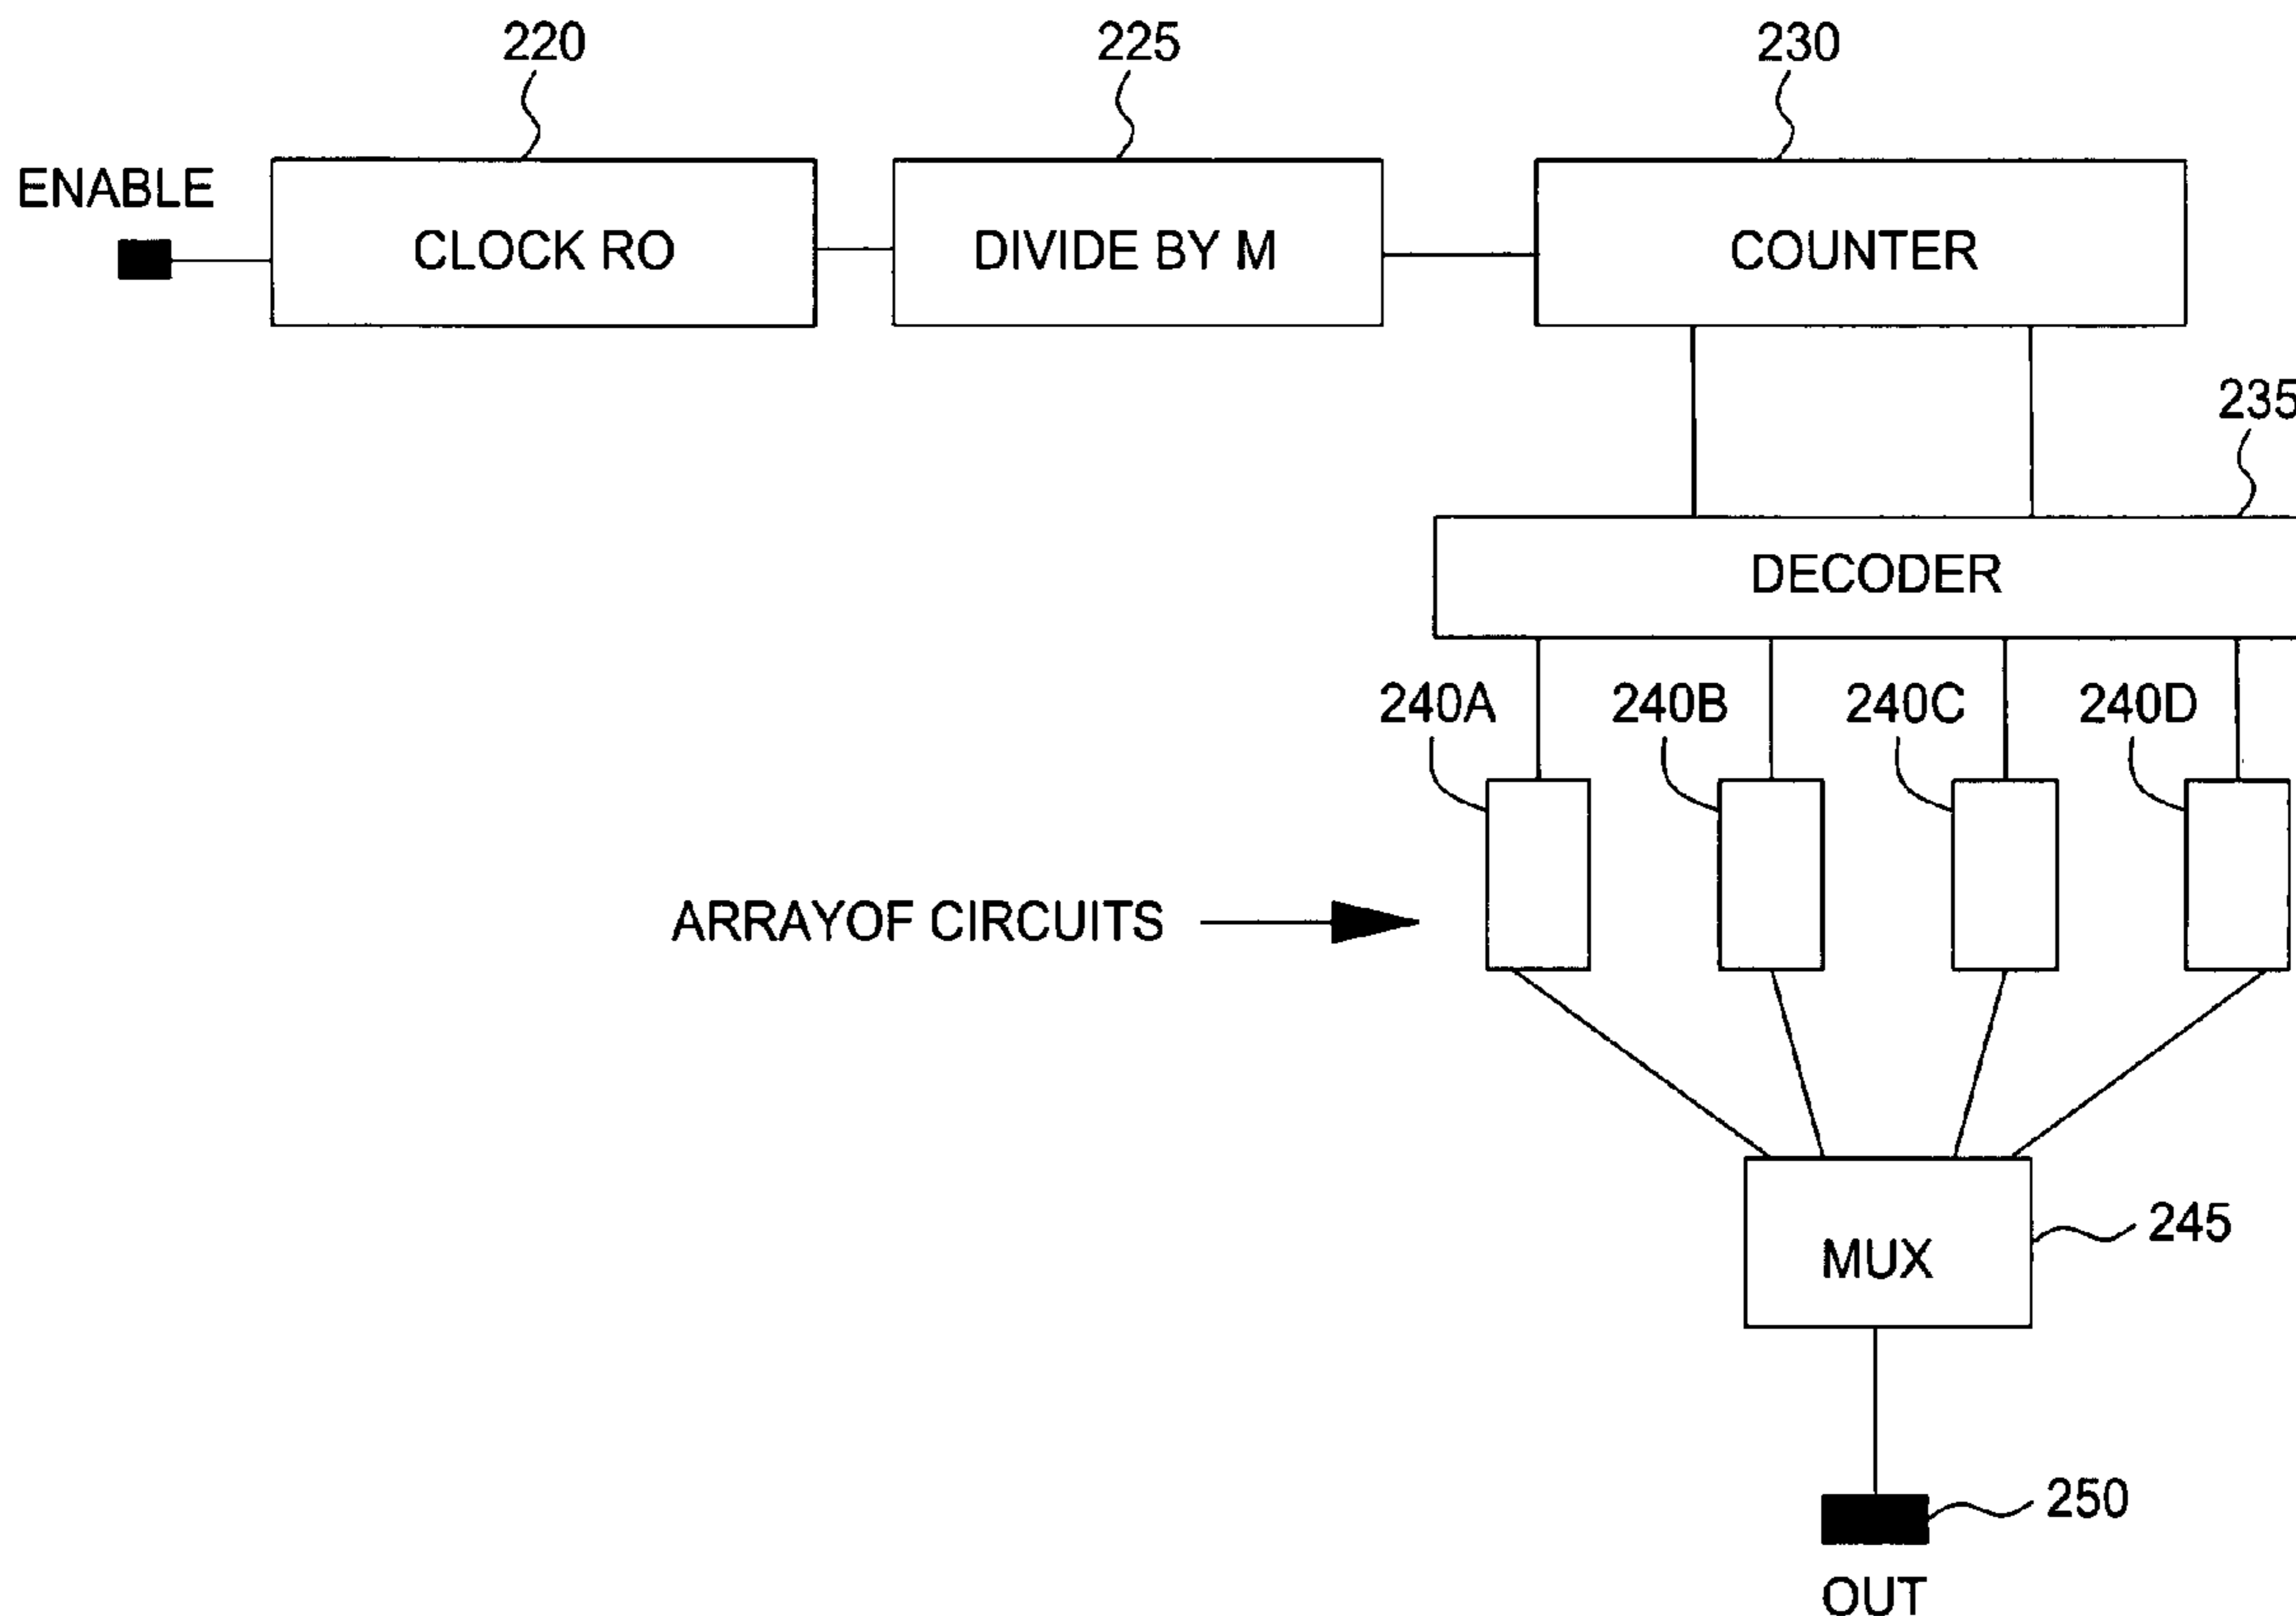 220
225
230
ENABLE
CLOCK RO
DIVIDE BY M
COUNTER
235
DECODER
240A
240B
240C
240D
ARRAYOF CIRCUITS
MUX
245
250
OUT